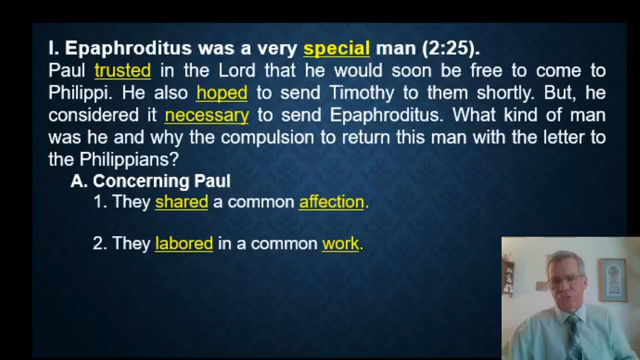 I. Epaphroditus was a very special man (2:25).
Paul trusted in the Lord that he would soon be free to come to
Philippi. He also hoped to send Timothy to them shortly. But, he
considered it necessary to send Epaphroditus. What kind of man
was he and why the compulsion to return this man with the letter to
the Philippians?
A. Concerning Paul
1. They shared a common affection.
2. They labored in a common work.